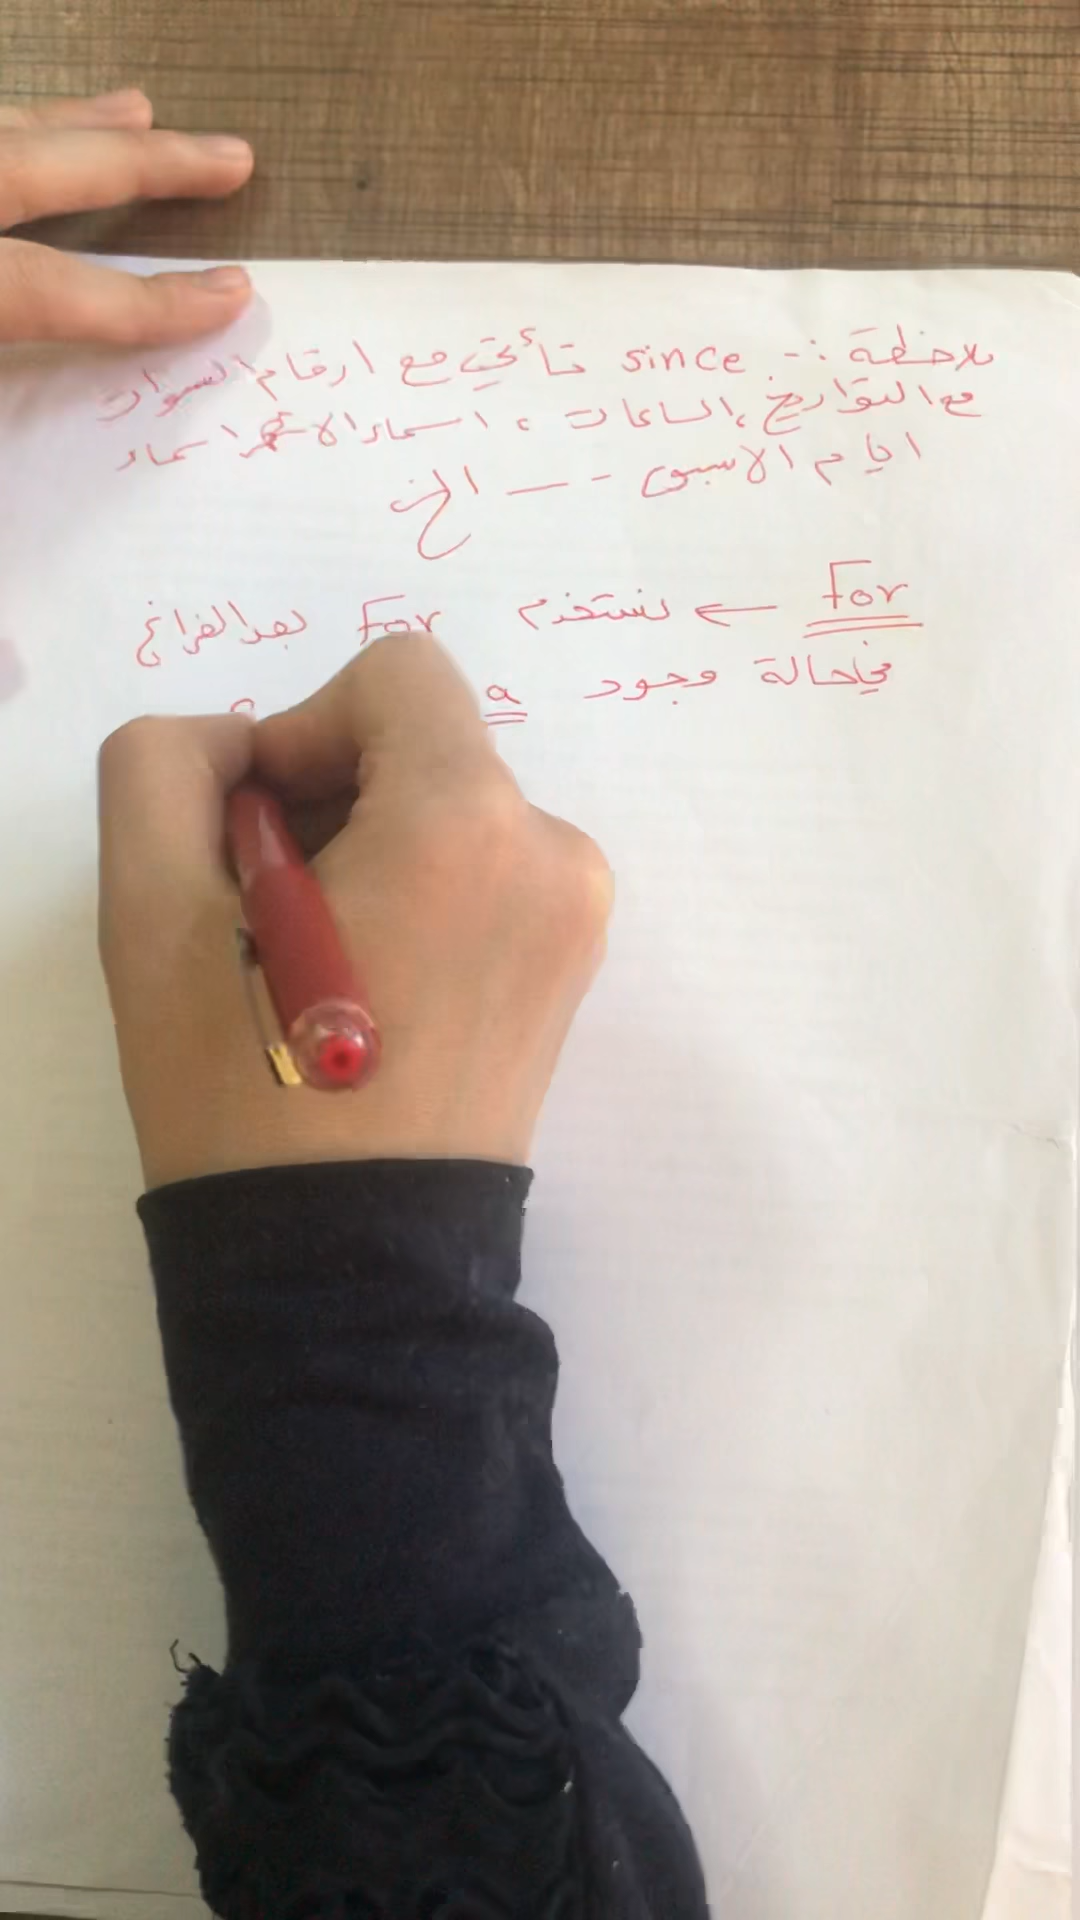 ملاحظة :- since تأتي مع ارقام السنوات
مع التواريخ ، الساعات ، اسماء الاشهر اسماء
ايام الاسبوع - — الخ
For ← نستخدم For بعد الفراغ
في حالة وجود a